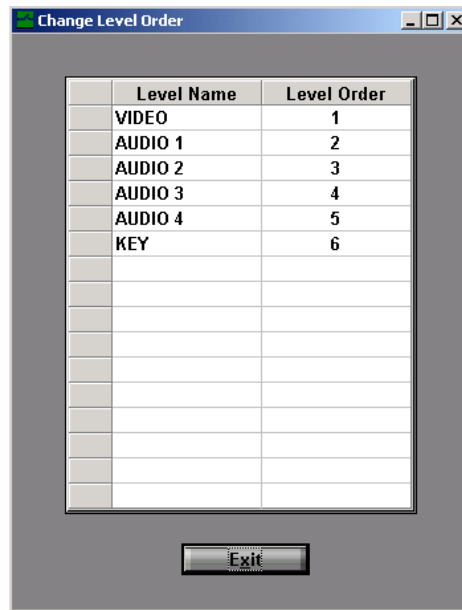 Change Level Order
Level Name Level Order
VIDEO 1
AUDIO 1 2
AUDIO 2 3
AUDIO 3 4
AUDIO 4 5
KEY 6
Exit